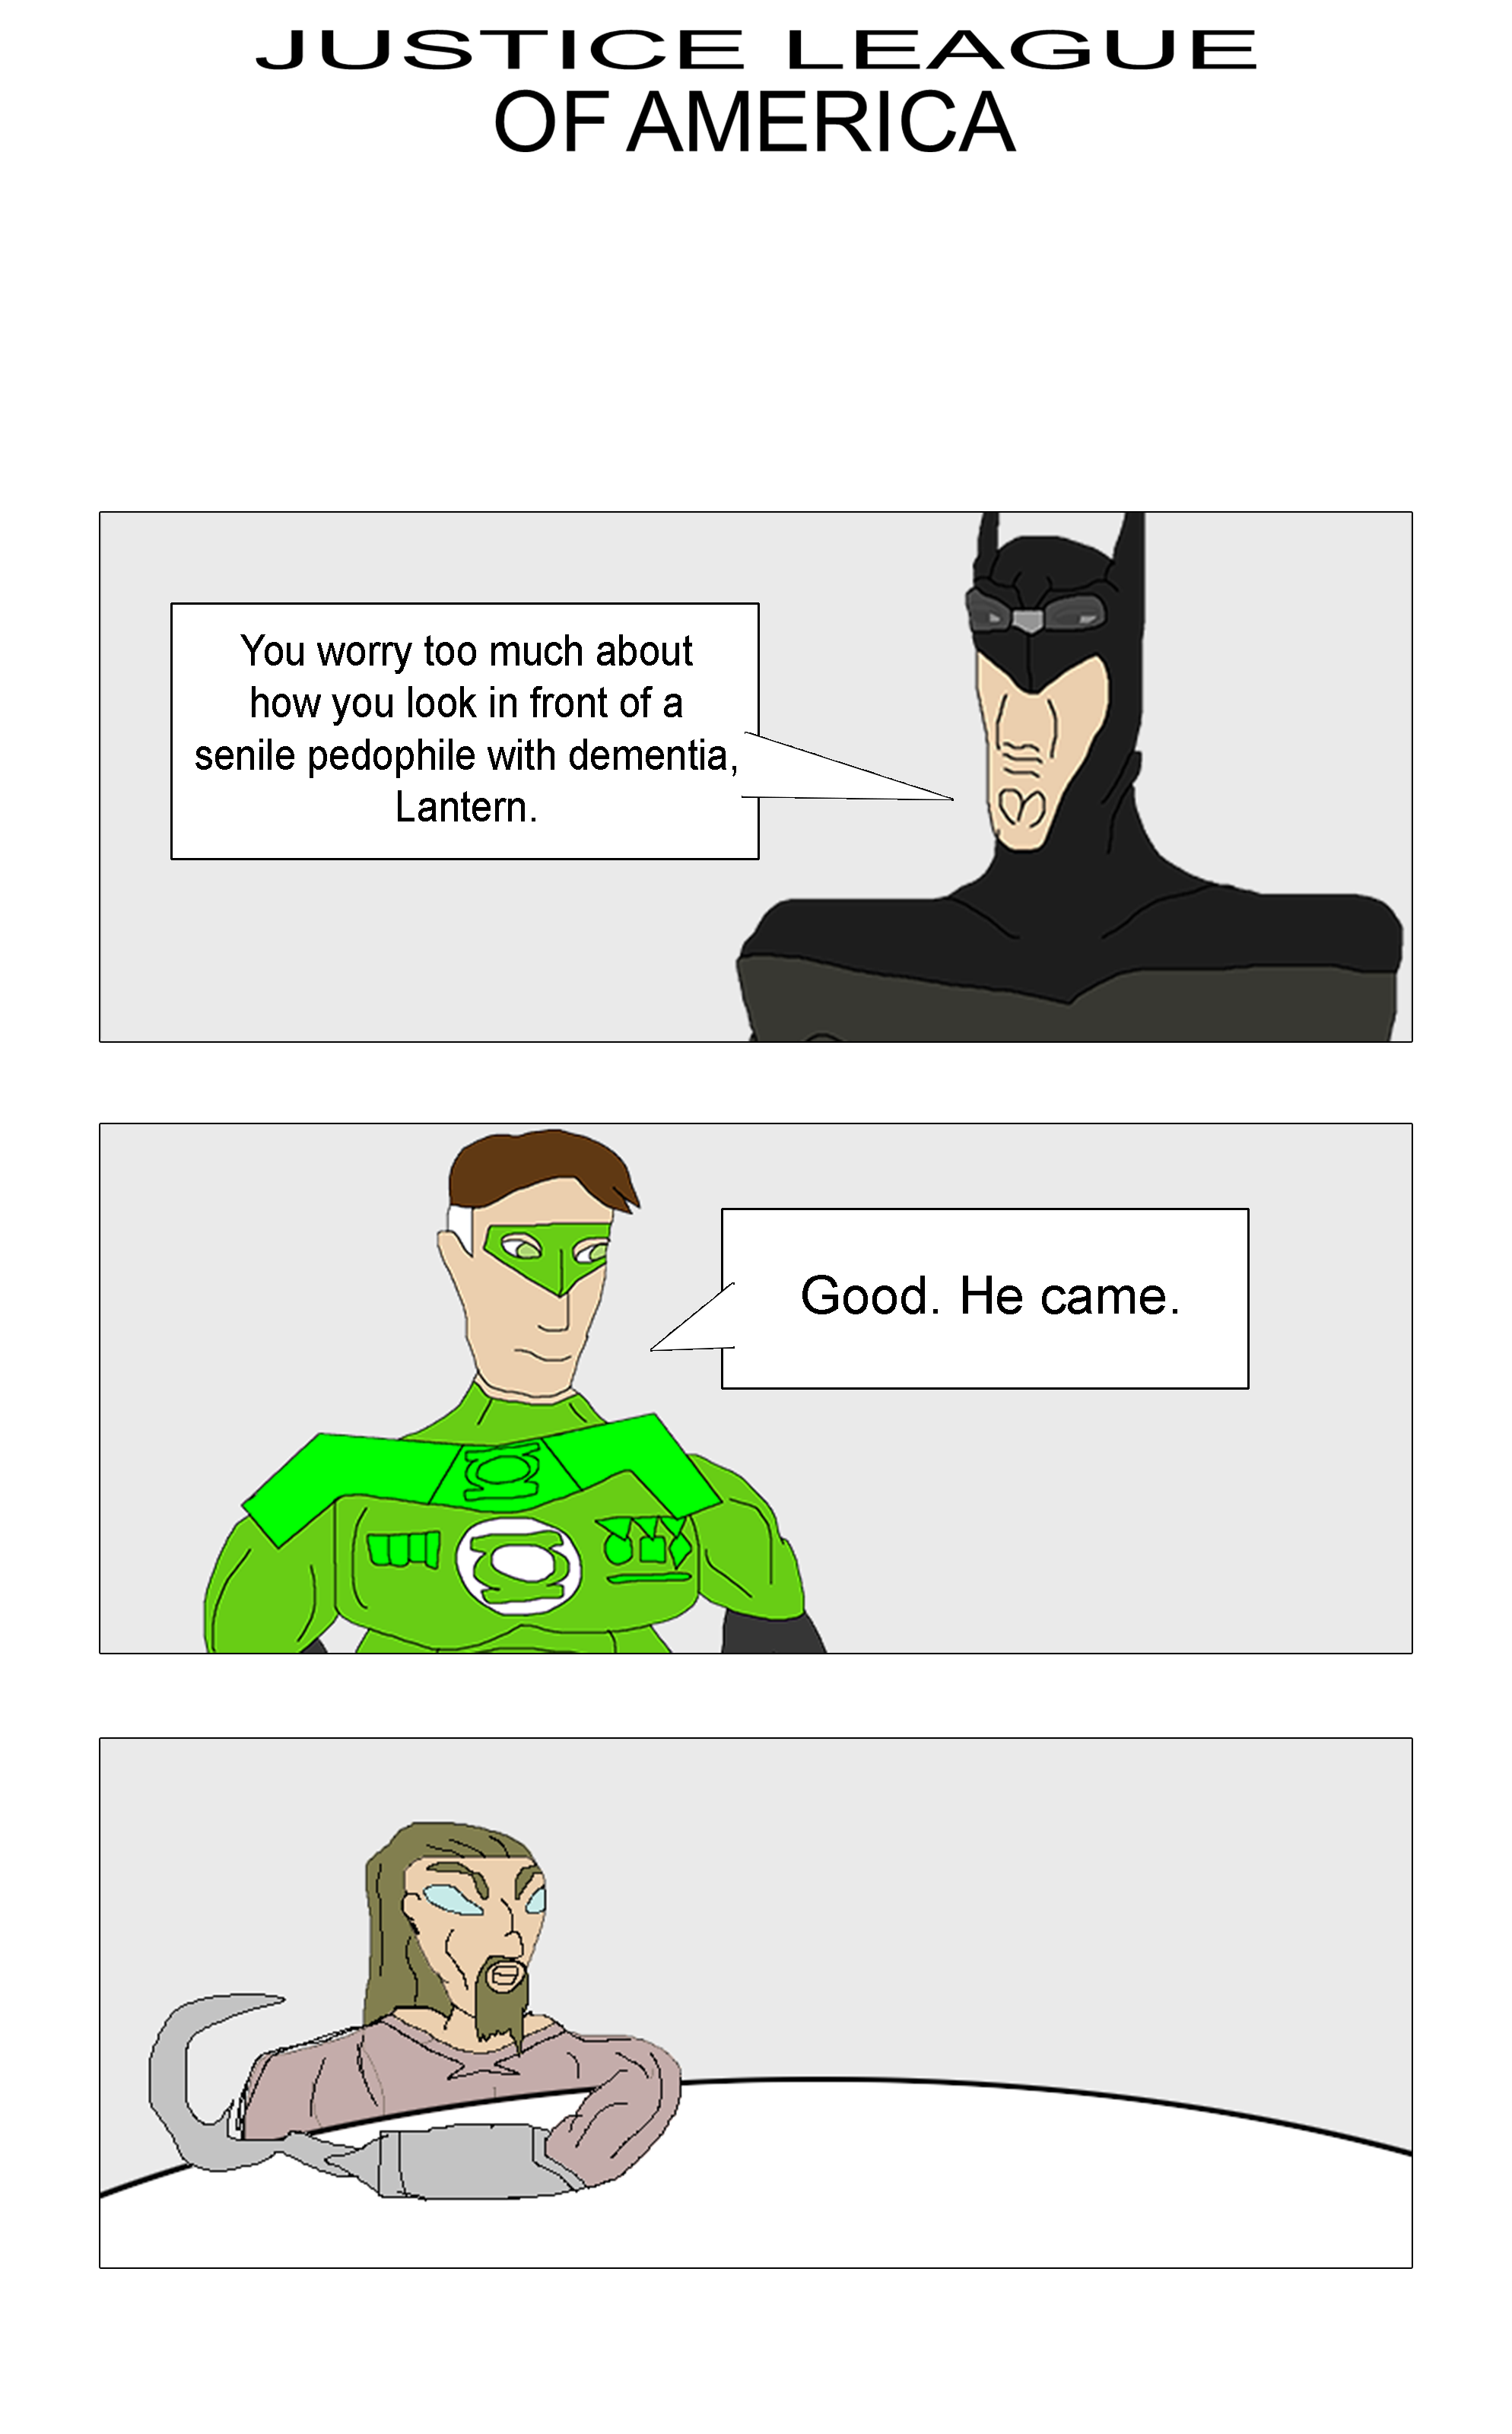 JUSTICE LEAGUE
OF AMERICA
You worry too much about
how you look in front of a
senile pedophile with dementia,
Lantern.
Good. He came.